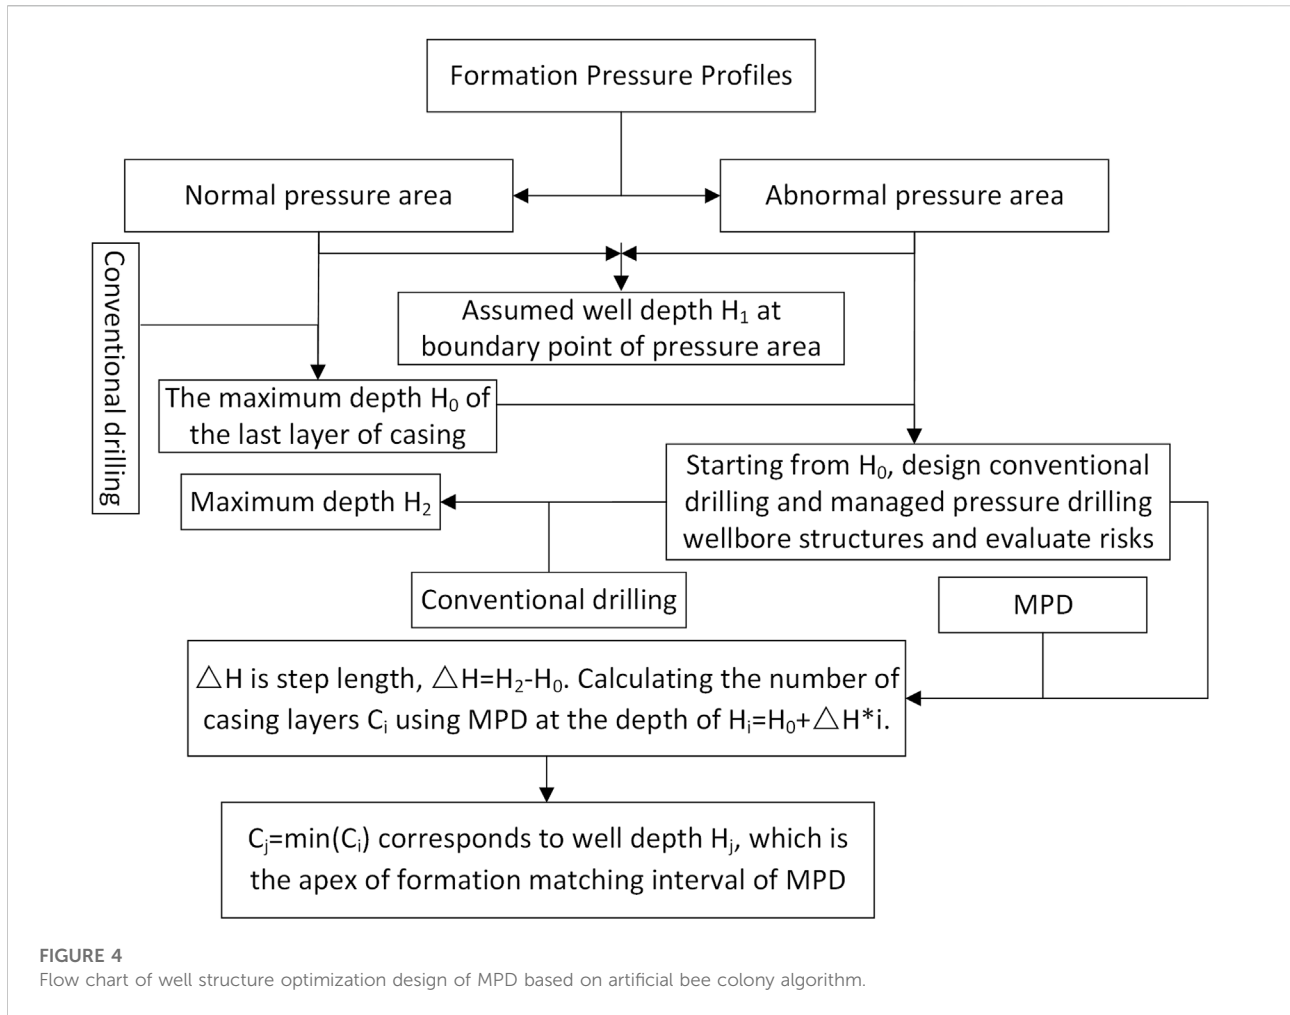 Formation Pressure Profiles
Normal pressure area
Abnormal pressure area
Conventional drilling
Assumed well depth H₁ at
boundary point of pressure area
The maximum depth H₀ of
the last layer of casing
Starting from H₀, design conventional
drilling and managed pressure drilling
wellbore structures and evaluate risks
Maximum depth H₂
Conventional drilling
MPD
△H is step length, △H=H₂-H₀. Calculating the number of
casing layers Cᵢ using MPD at the depth of Hᵢ=H₀+△H*i.
Cⱼ=min(Cᵢ) corresponds to well depth Hⱼ, which is
the apex of formation matching interval of MPD
FIGURE 4
Flow chart of well structure optimization design of MPD based on artificial bee colony algorithm.